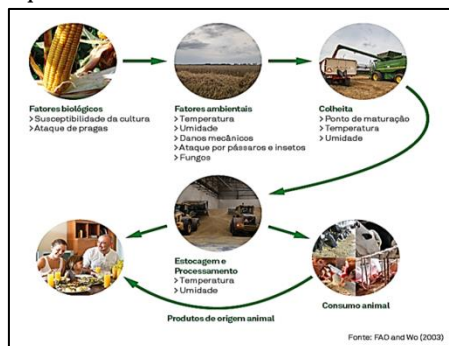 Fatores biológicos
> Susceptibilidade da cultura
> Ataque de pragas
Fatores ambientais
> Temperatura
> Umidade
> Danos mecânicos
> Ataque por pássaros e insetos
> Fungos
Colheita
> Ponto de maturação
> Temperatura
> Umidade
Estocagem e
Processamento
> Temperatura
> Umidade
Consumo animal
Produtos de origem animal
Fonte: FAO and Wo (2003)